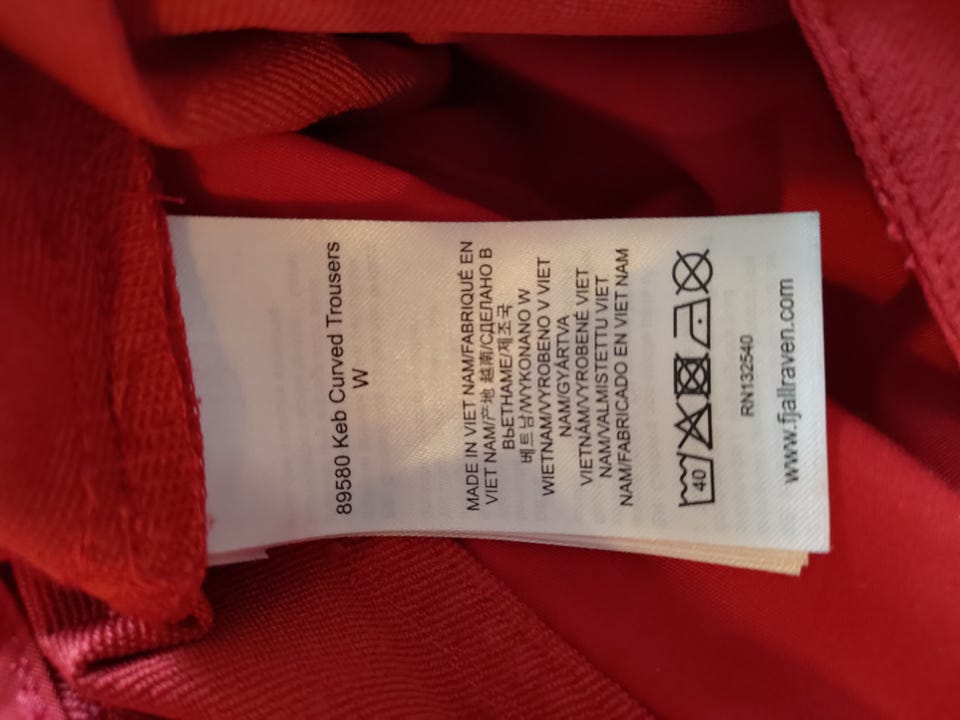 89580 Keb Curved Trousers
W
MADE IN VIET NAM/FABRIQUÉ EN
VIET NAM/产地 越南/СДЕЛАНО В
ВЬЕТНАМЕ/제조국
베트남/WYKONANO W
WIETNAM/VYROBENO V VIET
NAM/GYÁRTVA
VIETNÁM/VYROBENÉ VIET
NAM/VALMISTETTU VIET
NAM/FABRICADO EN VIET NAM
40
RN132540
www.fjallraven.com